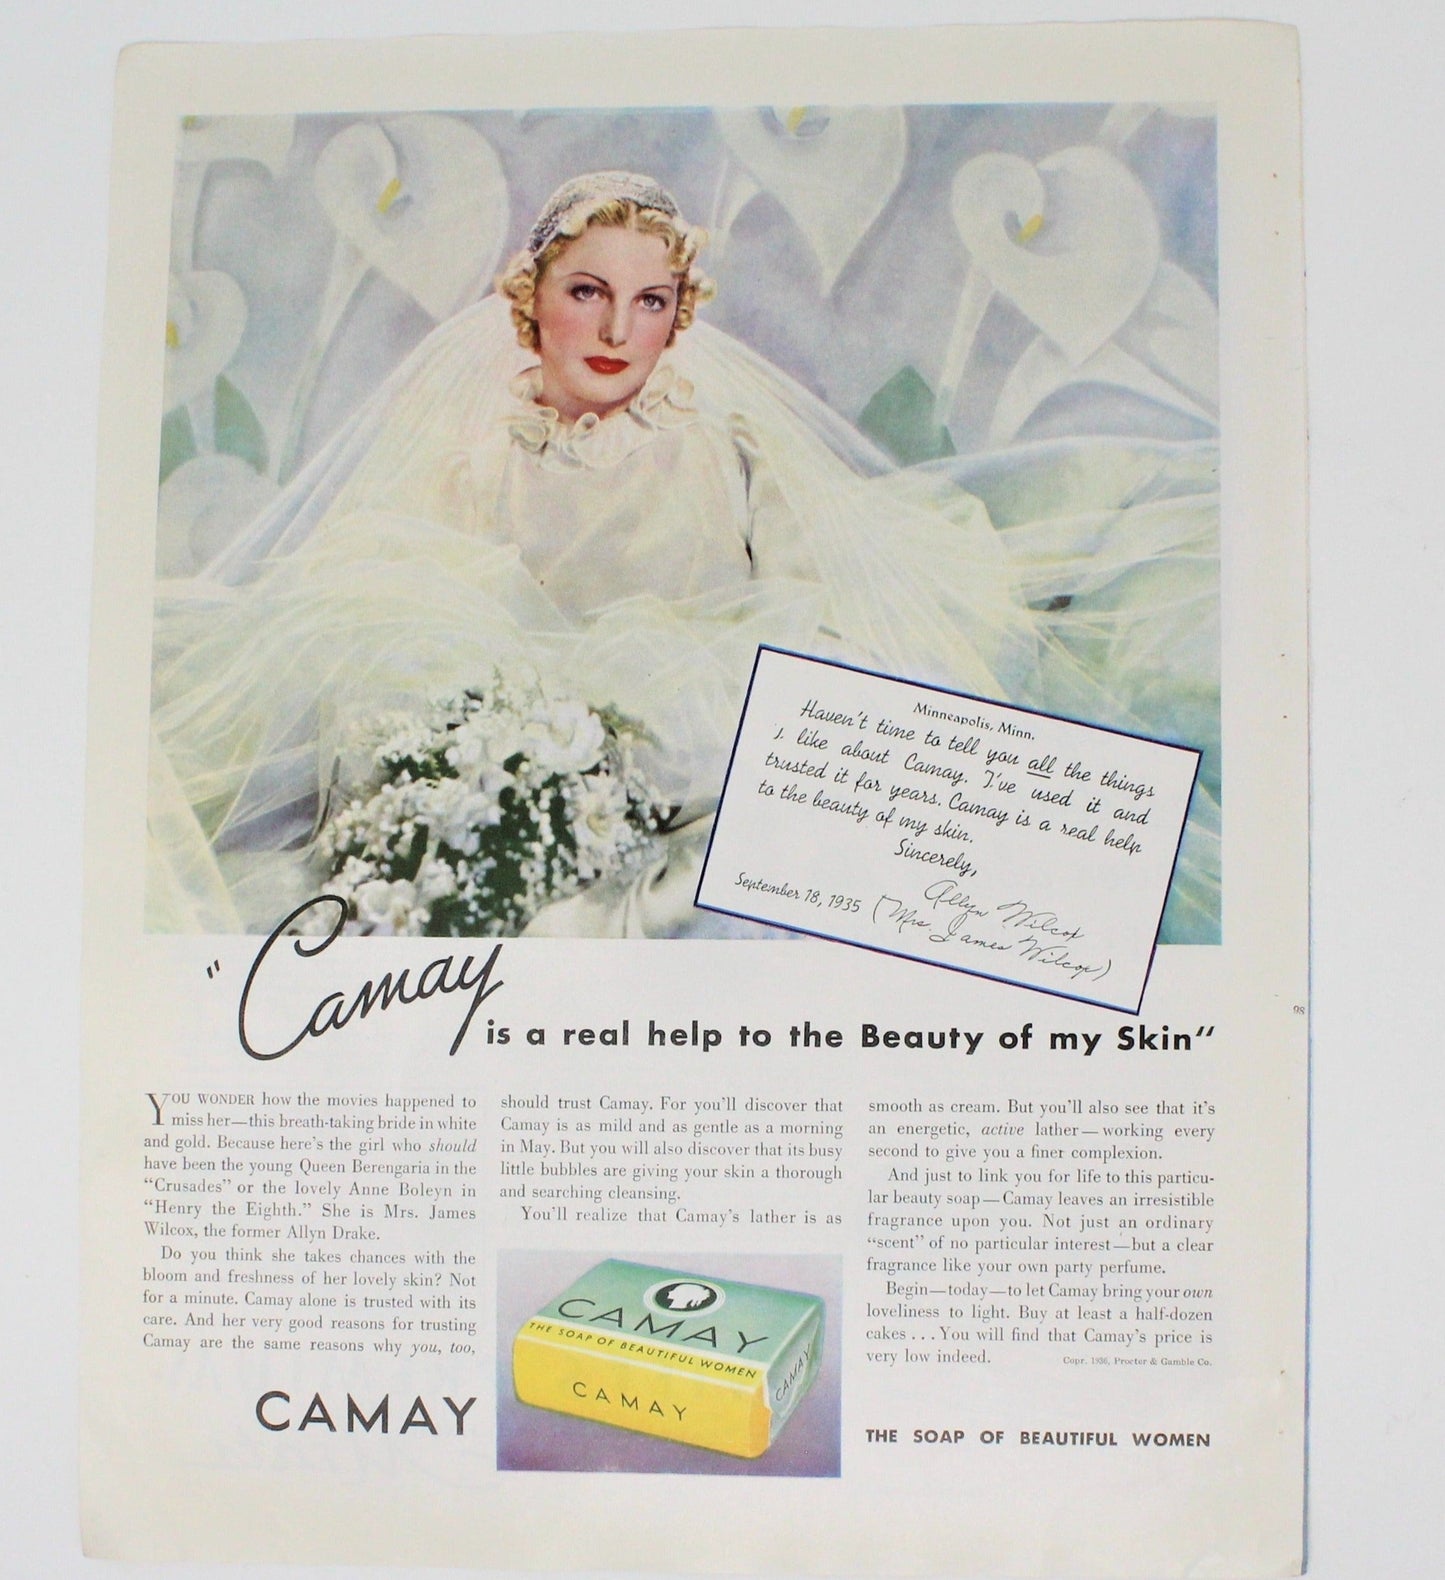 Minneapolis, Minn.
Haven't time to tell you all the things
I like about Camay. I've used it and
trusted it for years. Camay is a real help
to the beauty of my skin.
Sincerely,
Allyn Wilcox
September 18, 1935 (Mrs. James Wilcox)
"Camay
is a real help to the Beauty of my Skin"
98
YOU WONDER how the movies happened to
miss her—this breath-taking bride in white
and gold. Because here's the girl who should
have been the young Queen Berengaria in the
"Crusades" or the lovely Anne Boleyn in
"Henry the Eighth." She is Mrs. James
Wilcox, the former Allyn Drake.
Do you think she takes chances with the
bloom and freshness of her lovely skin? Not
for a minute. Camay alone is trusted with its
care. And her very good reasons for trusting
Camay are the same reasons why you, too,
should trust Camay. For you'll discover that
Camay is as mild and as gentle as a morning
in May. But you will also discover that its busy
little bubbles are giving your skin a thorough
and searching cleansing.
You'll realize that Camay's lather is as
smooth as cream. But you'll also see that it's
an energetic, active lather—working every
second to give you a finer complexion.
And just to link you for life to this particu-
lar beauty soap—Camay leaves an irresistible
fragrance upon you. Not just an ordinary
"scent" of no particular interest—but a clear
fragrance like your own party perfume.
Begin—today—to let Camay bring your own
loveliness to light. Buy at least a half-dozen
cakes . . . You will find that Camay's price is
very low indeed.
Copr. 1936, Procter & Gamble Co.
CAMAY
THE SOAP OF BEAUTIFUL WOMEN
CAMAY
CAMAY
CAMAY
THE SOAP OF BEAUTIFUL WOMEN